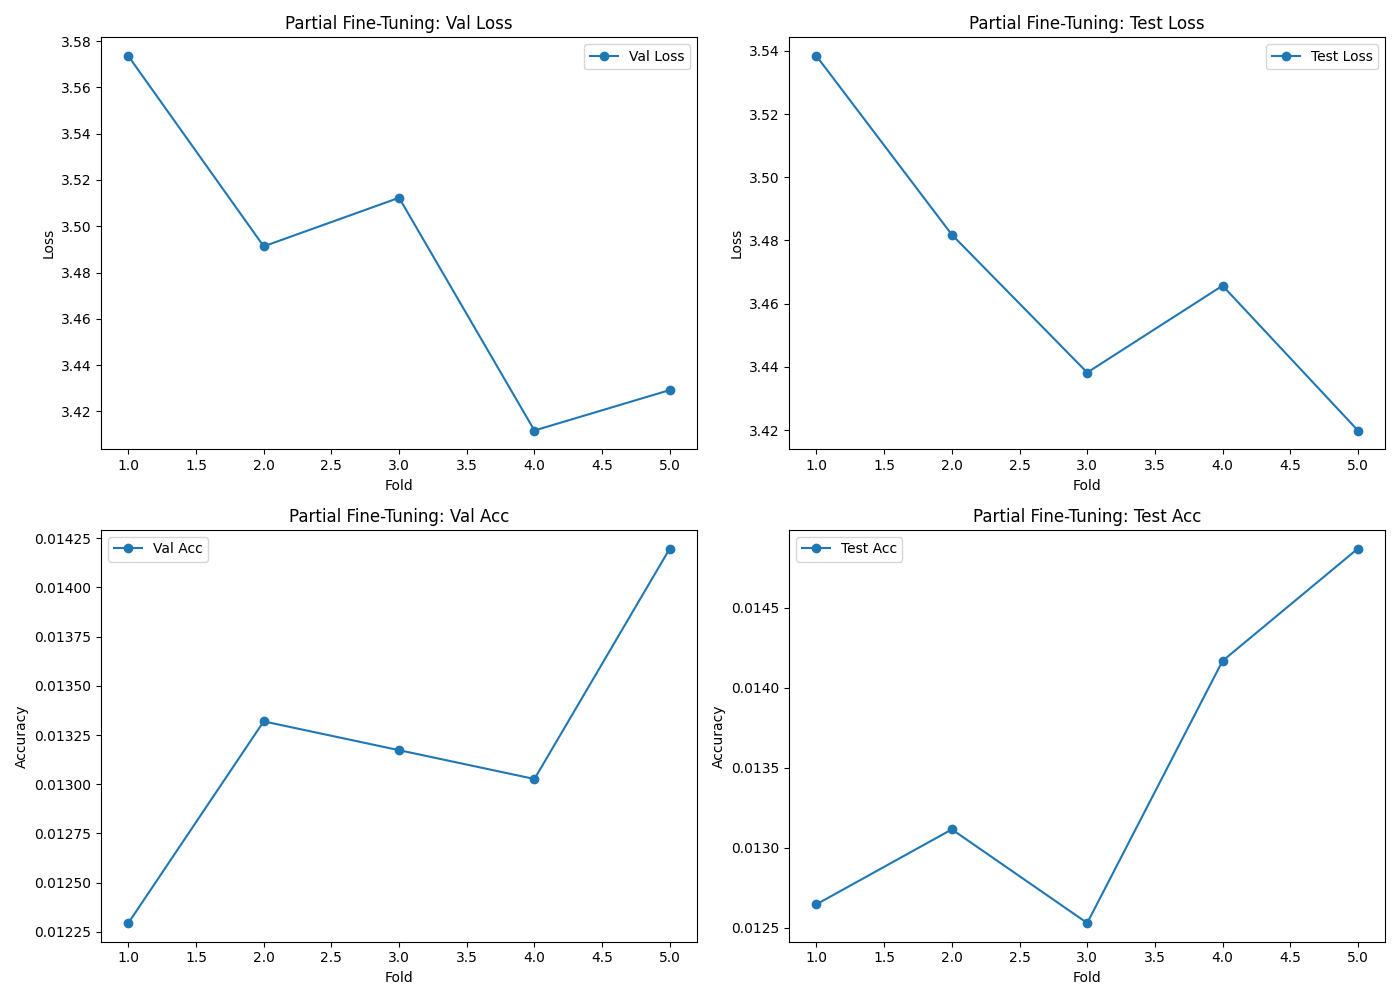 Partial Fine-Tuning: Val Loss
3.58
3.56
3.54
3.52
3.50
3.48
3.46
3.44
3.42
Loss
Val Loss
1.0 1.5 2.0 2.5 3.0 3.5 4.0 4.5 5.0
Fold
Partial Fine-Tuning: Test Loss
3.54
3.52
3.50
3.48
3.46
3.44
3.42
Loss
Test Loss
1.0 1.5 2.0 2.5 3.0 3.5 4.0 4.5 5.0
Fold
Partial Fine-Tuning: Val Acc
0.01425
0.01400
0.01375
0.01350
0.01325
0.01300
0.01275
0.01250
0.01225
Accuracy
Val Acc
1.0 1.5 2.0 2.5 3.0 3.5 4.0 4.5 5.0
Fold
Partial Fine-Tuning: Test Acc
0.0145
0.0140
0.0135
0.0130
0.0125
Accuracy
Test Acc
1.0 1.5 2.0 2.5 3.0 3.5 4.0 4.5 5.0
Fold